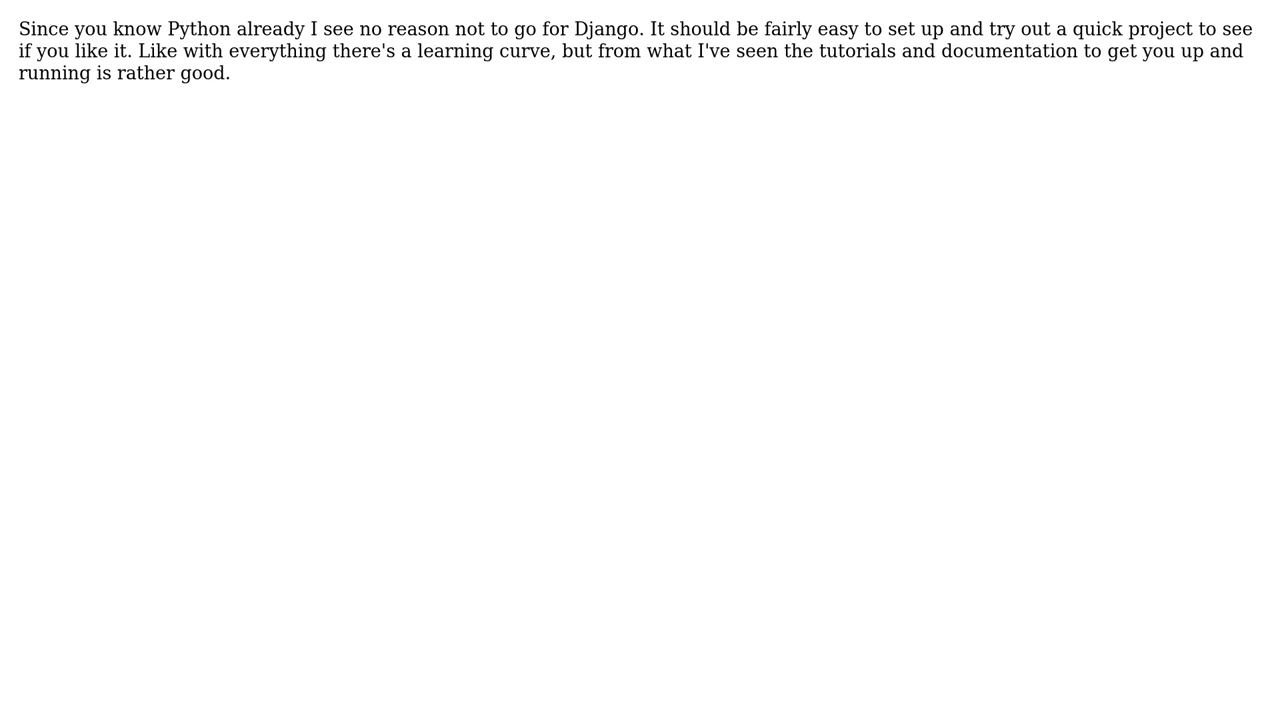 Since you know Python already I see no reason not to go for Django. It should be fairly easy to set up and try out a quick project to see
if you like it. Like with everything there's a learning curve, but from what I've seen the tutorials and documentation to get you up and
running is rather good.